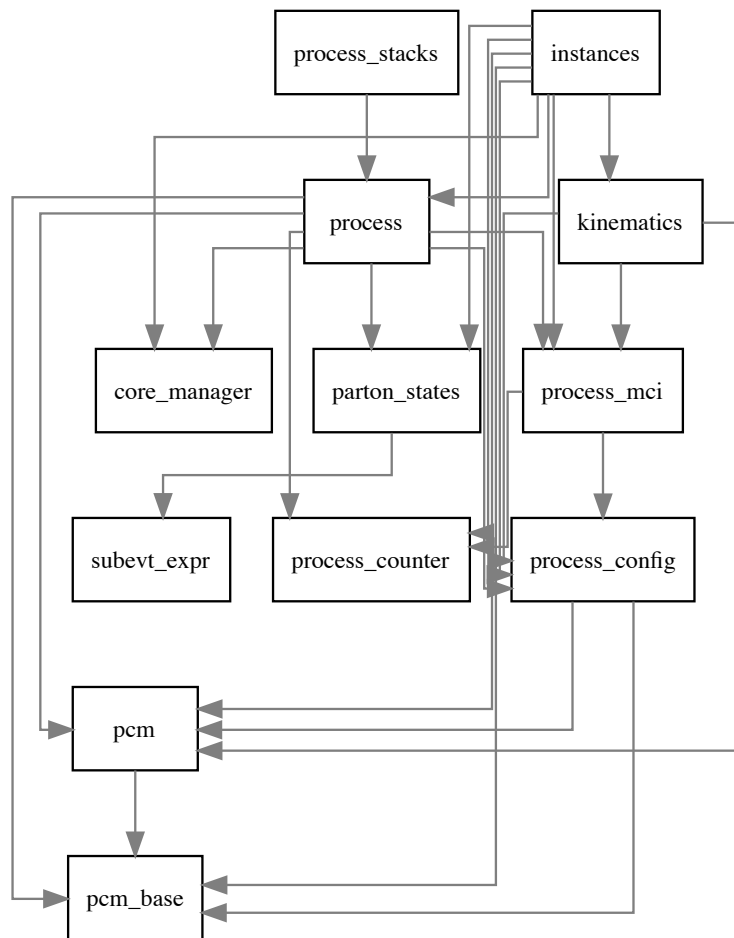 process_stacks
instances
process
kinematics
core_manager
parton_states
process_mci
subevt_expr
process_counter
process_config
pcm
pcm_base